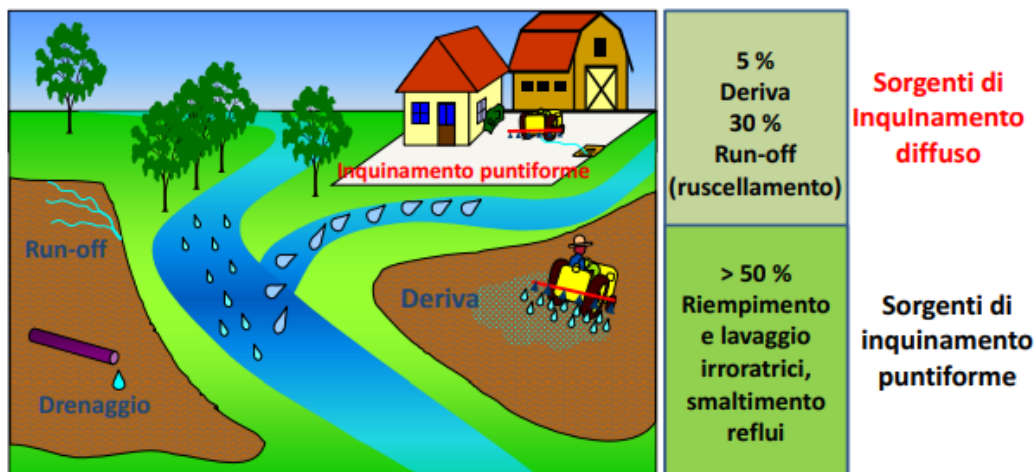 Inquinamento puntiforme
Run-off
Deriva
Drenaggio
5 %
Deriva
30 %
Run-off
(ruscellamento)
Sorgenti di
Inquinamento
diffuso
> 50 %
Riempimento
e lavaggio
irroratrici,
smaltimento
reflui
Sorgenti di
inquinamento
puntiforme